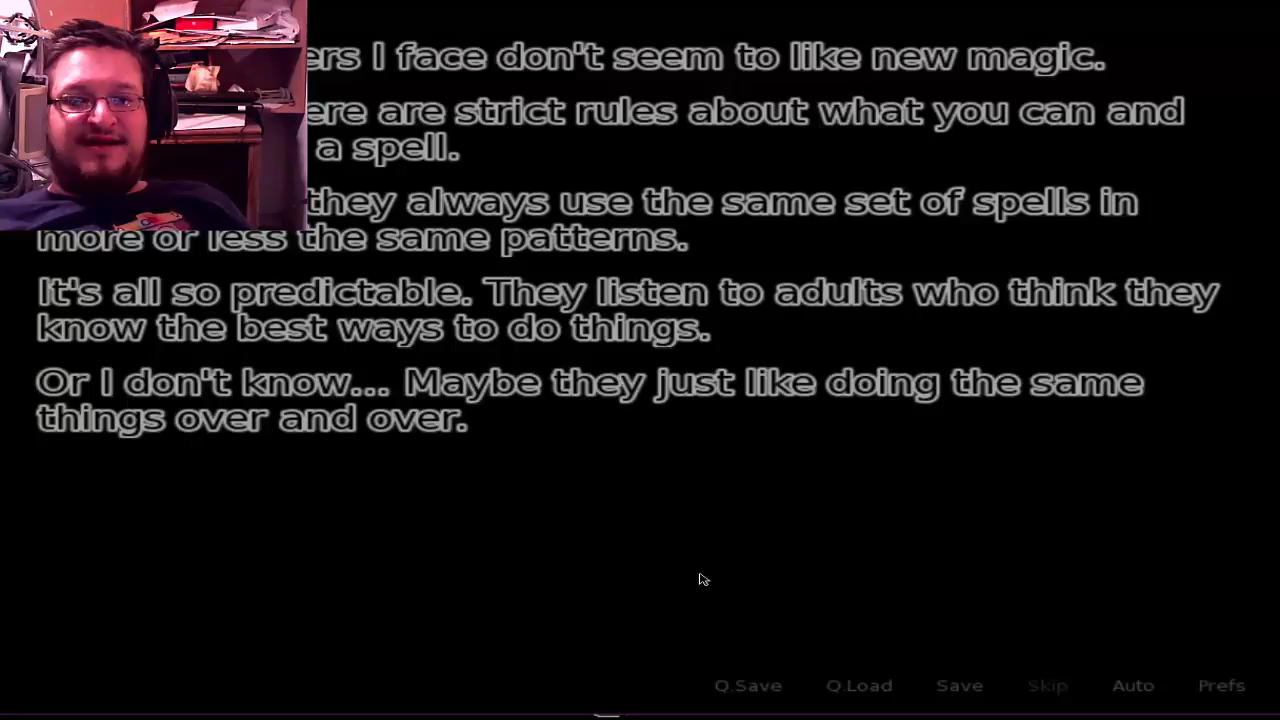 I face don't seem to like new magic.
are strict rules about what you can and
a spell.
they always use the same set of spells in
more or less the same patterns.
It's all so predictable. They listen to adults who think they
know the best ways to do things.
Or I don't know... Maybe they just like doing the same
things over and over.
Q.Save Q.Load Save Skip Auto Prefs